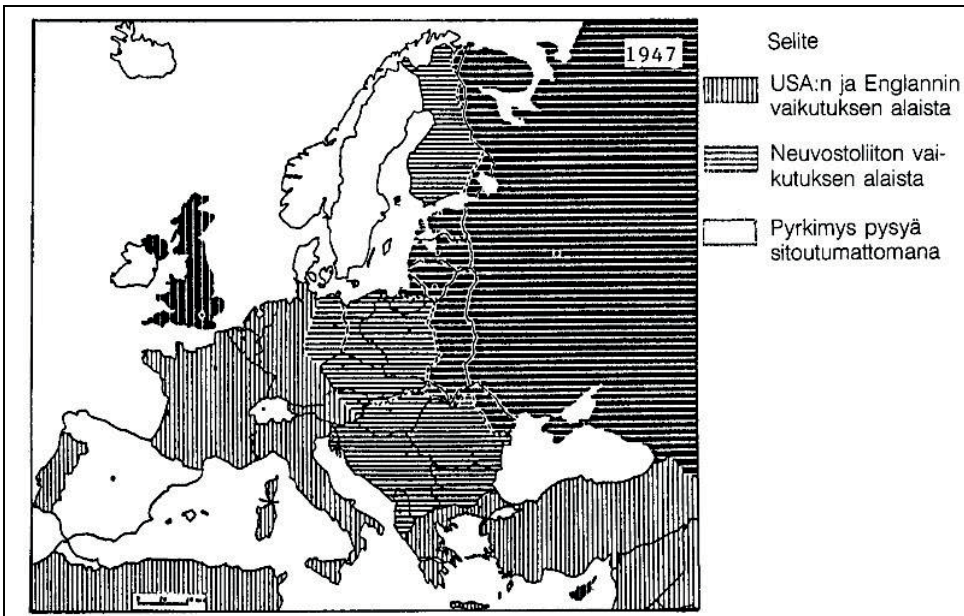 1947
Selite
USA:n ja Englannin
vaikutuksen alaista
Neuvostoliiton vai-
kutuksen alaista
Pyrkimys pysyä
sitoutumattomana